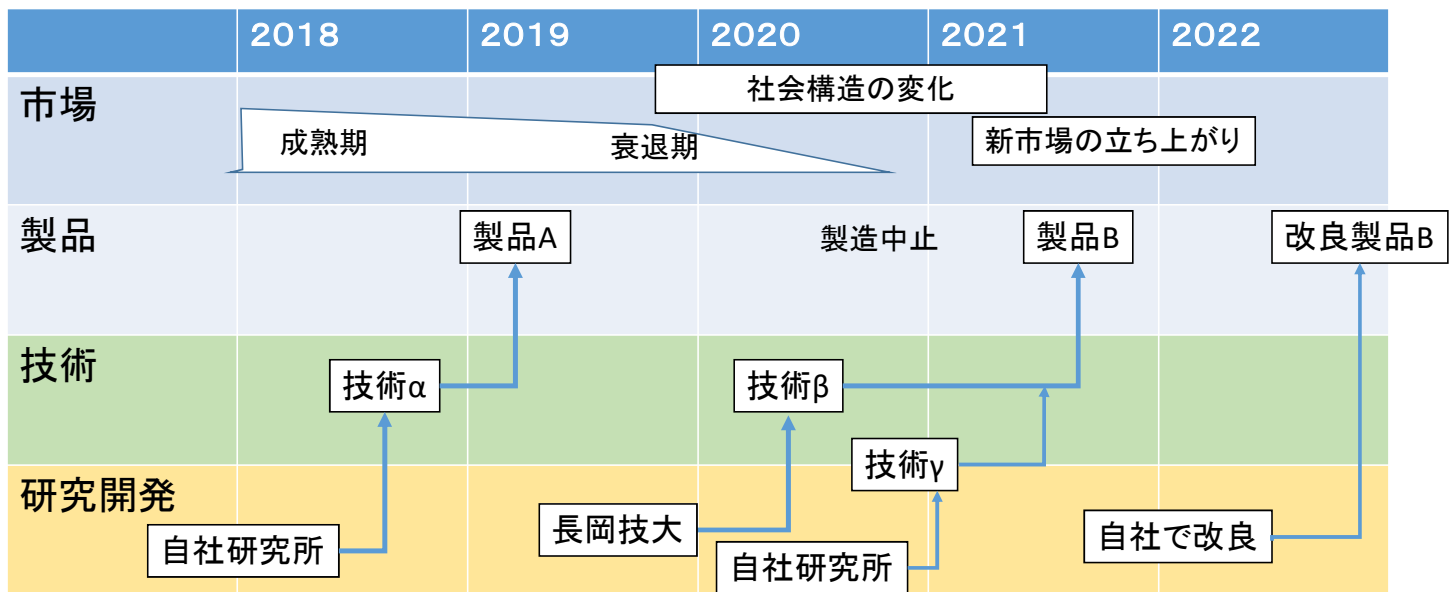 2018
2019
2020
2021
2022
市場
社会構造の変化
成熟期
衰退期
新市場の立ち上がり
製品
製品A
製造中止
製品B
改良製品B
技術
技術α
技術β
技術γ
研究開発
自社研究所
長岡技大
自社研究所
自社で改良